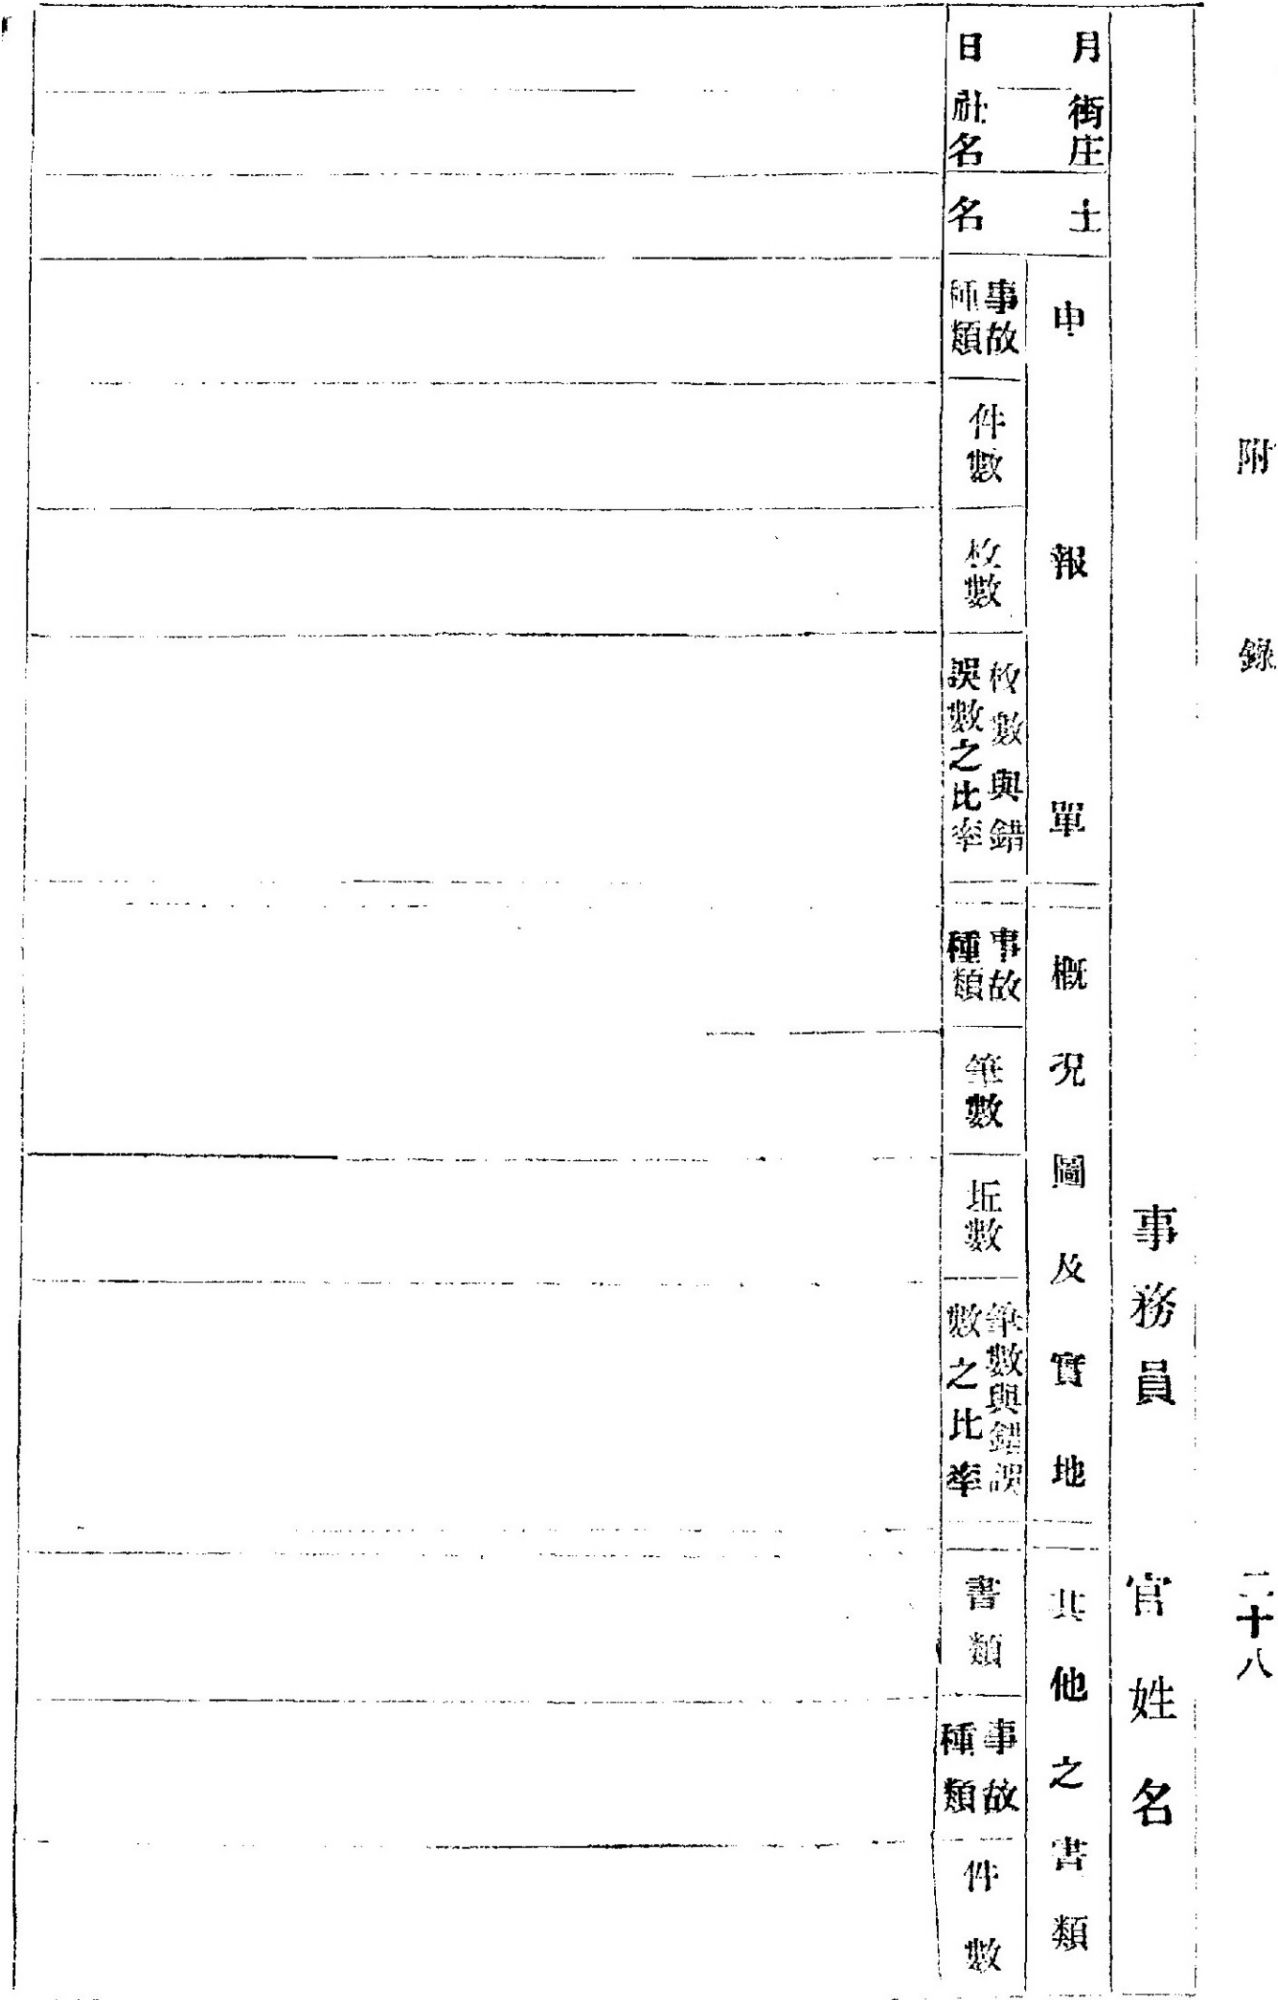 附錄
二十八
事務員 官姓名
月日
街庄社名
土名
申報單
事故種類
件數
枚數
枚數與錯誤數之比率
概況圖及實地
事故種類
筆數
坵數
筆數與錯誤數之比率
其他之書類
書類
事故種類
件數